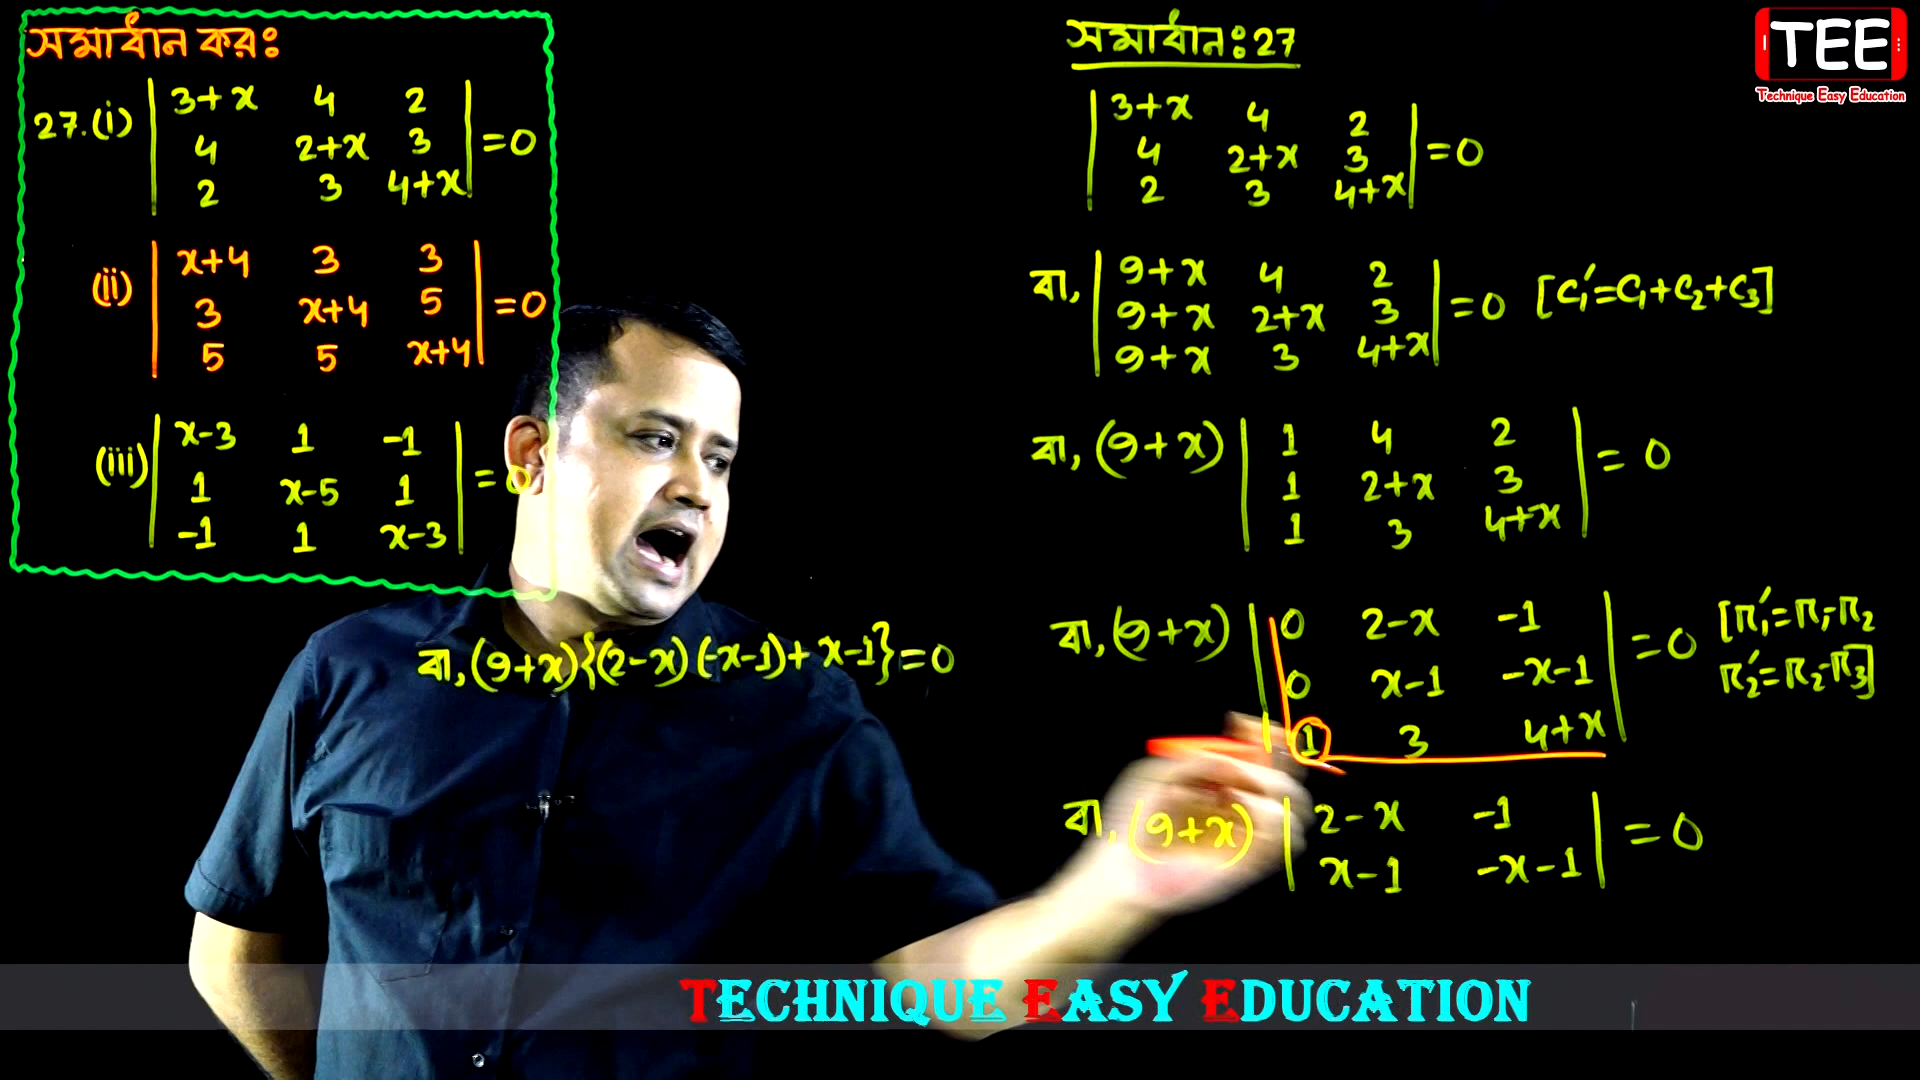 সমাধান করঃ
27.(i) | 3+x 4 2 |
| 4 2+x 3 | =0
| 2 3 4+x |
(ii) | x+4 3 3 |
| 3 x+4 5 | =0
| 5 5 x+4 |
(iii) | x-3 1 -1 |
| 1 x-5 1 | =0
| -1 1 x-3 |
সমাধানঃ27
| 3+x 4 2 |
| 4 2+x 3 | =0
| 2 3 4+x |
বা, | 9+x 4 2 |
| 9+x 2+x 3 | =0 [C₁′=C₁+C₂+C₃]
| 9+x 3 4+x |
বা, (9+x) | 1 4 2 |
| 1 2+x 3 | =0
| 1 3 4+x |
বা, (9+x) | 0 2-x -1 | =0 [r₁′=r₁-r₂
| 0 x-1 -x-1 | r₂′=r₂-r₃]
| 1 3 4+x |
বা, (9+x) | 2-x -1 | =0
| x-1 -x-1 |
বা, (9+x){(2-x)(-x-1)+x-1}=0
TEE
Technique Easy Education
TECHNIQUE EASY EDUCATION